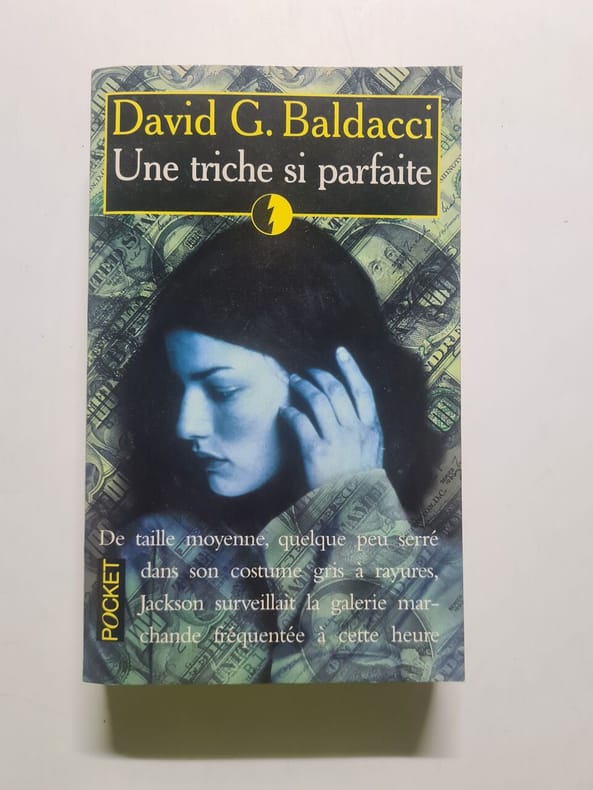 David G. Baldacci
Une triche si parfaite
De taille moyenne, quelque peu serré
dans son costume gris à rayures,
Jackson surveillait la galerie mar-
chande fréquentée à cette heure
POCKET